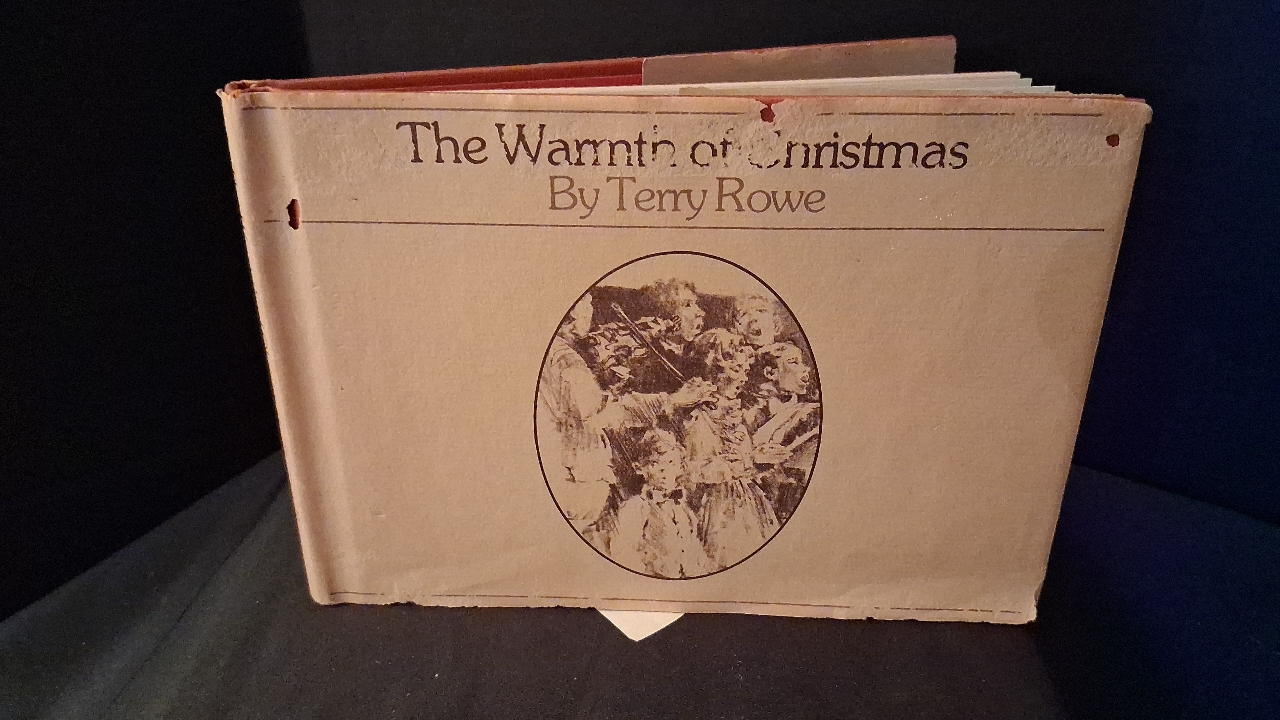 The Warmth of Christmas
By Terry Rowe